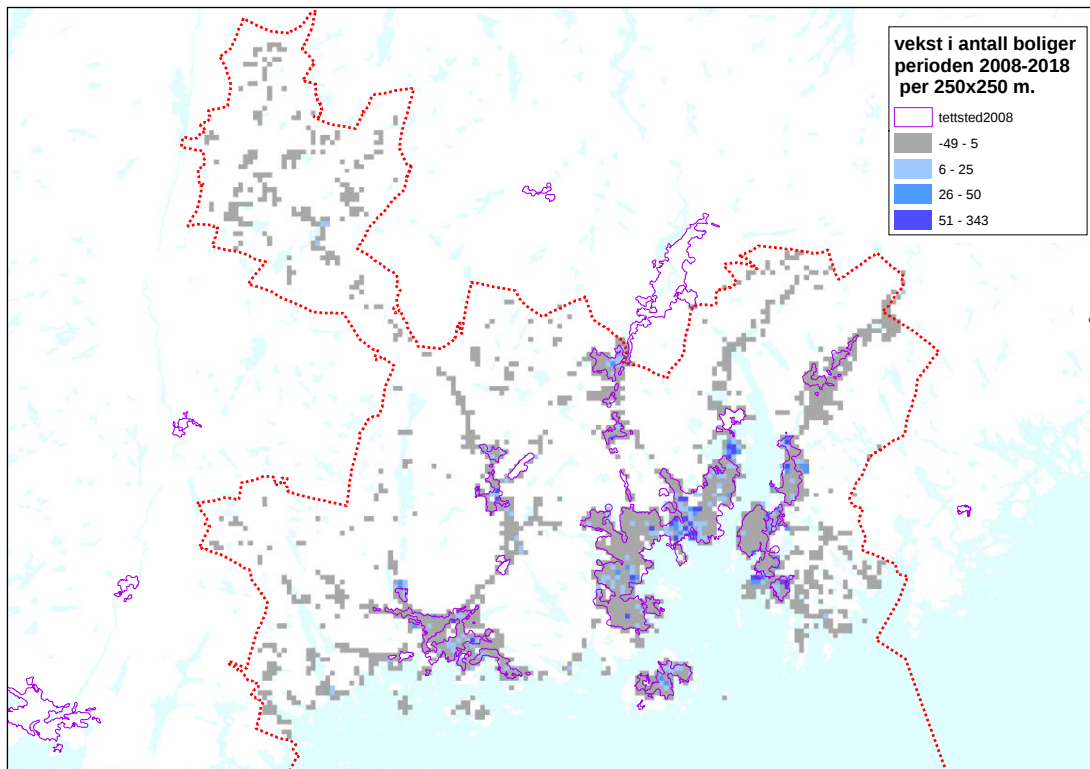 vekst i antall boliger
perioden 2008-2018
per 250x250 m.
tettsted2008
-49 - 5
6 - 25
26 - 50
51 - 343